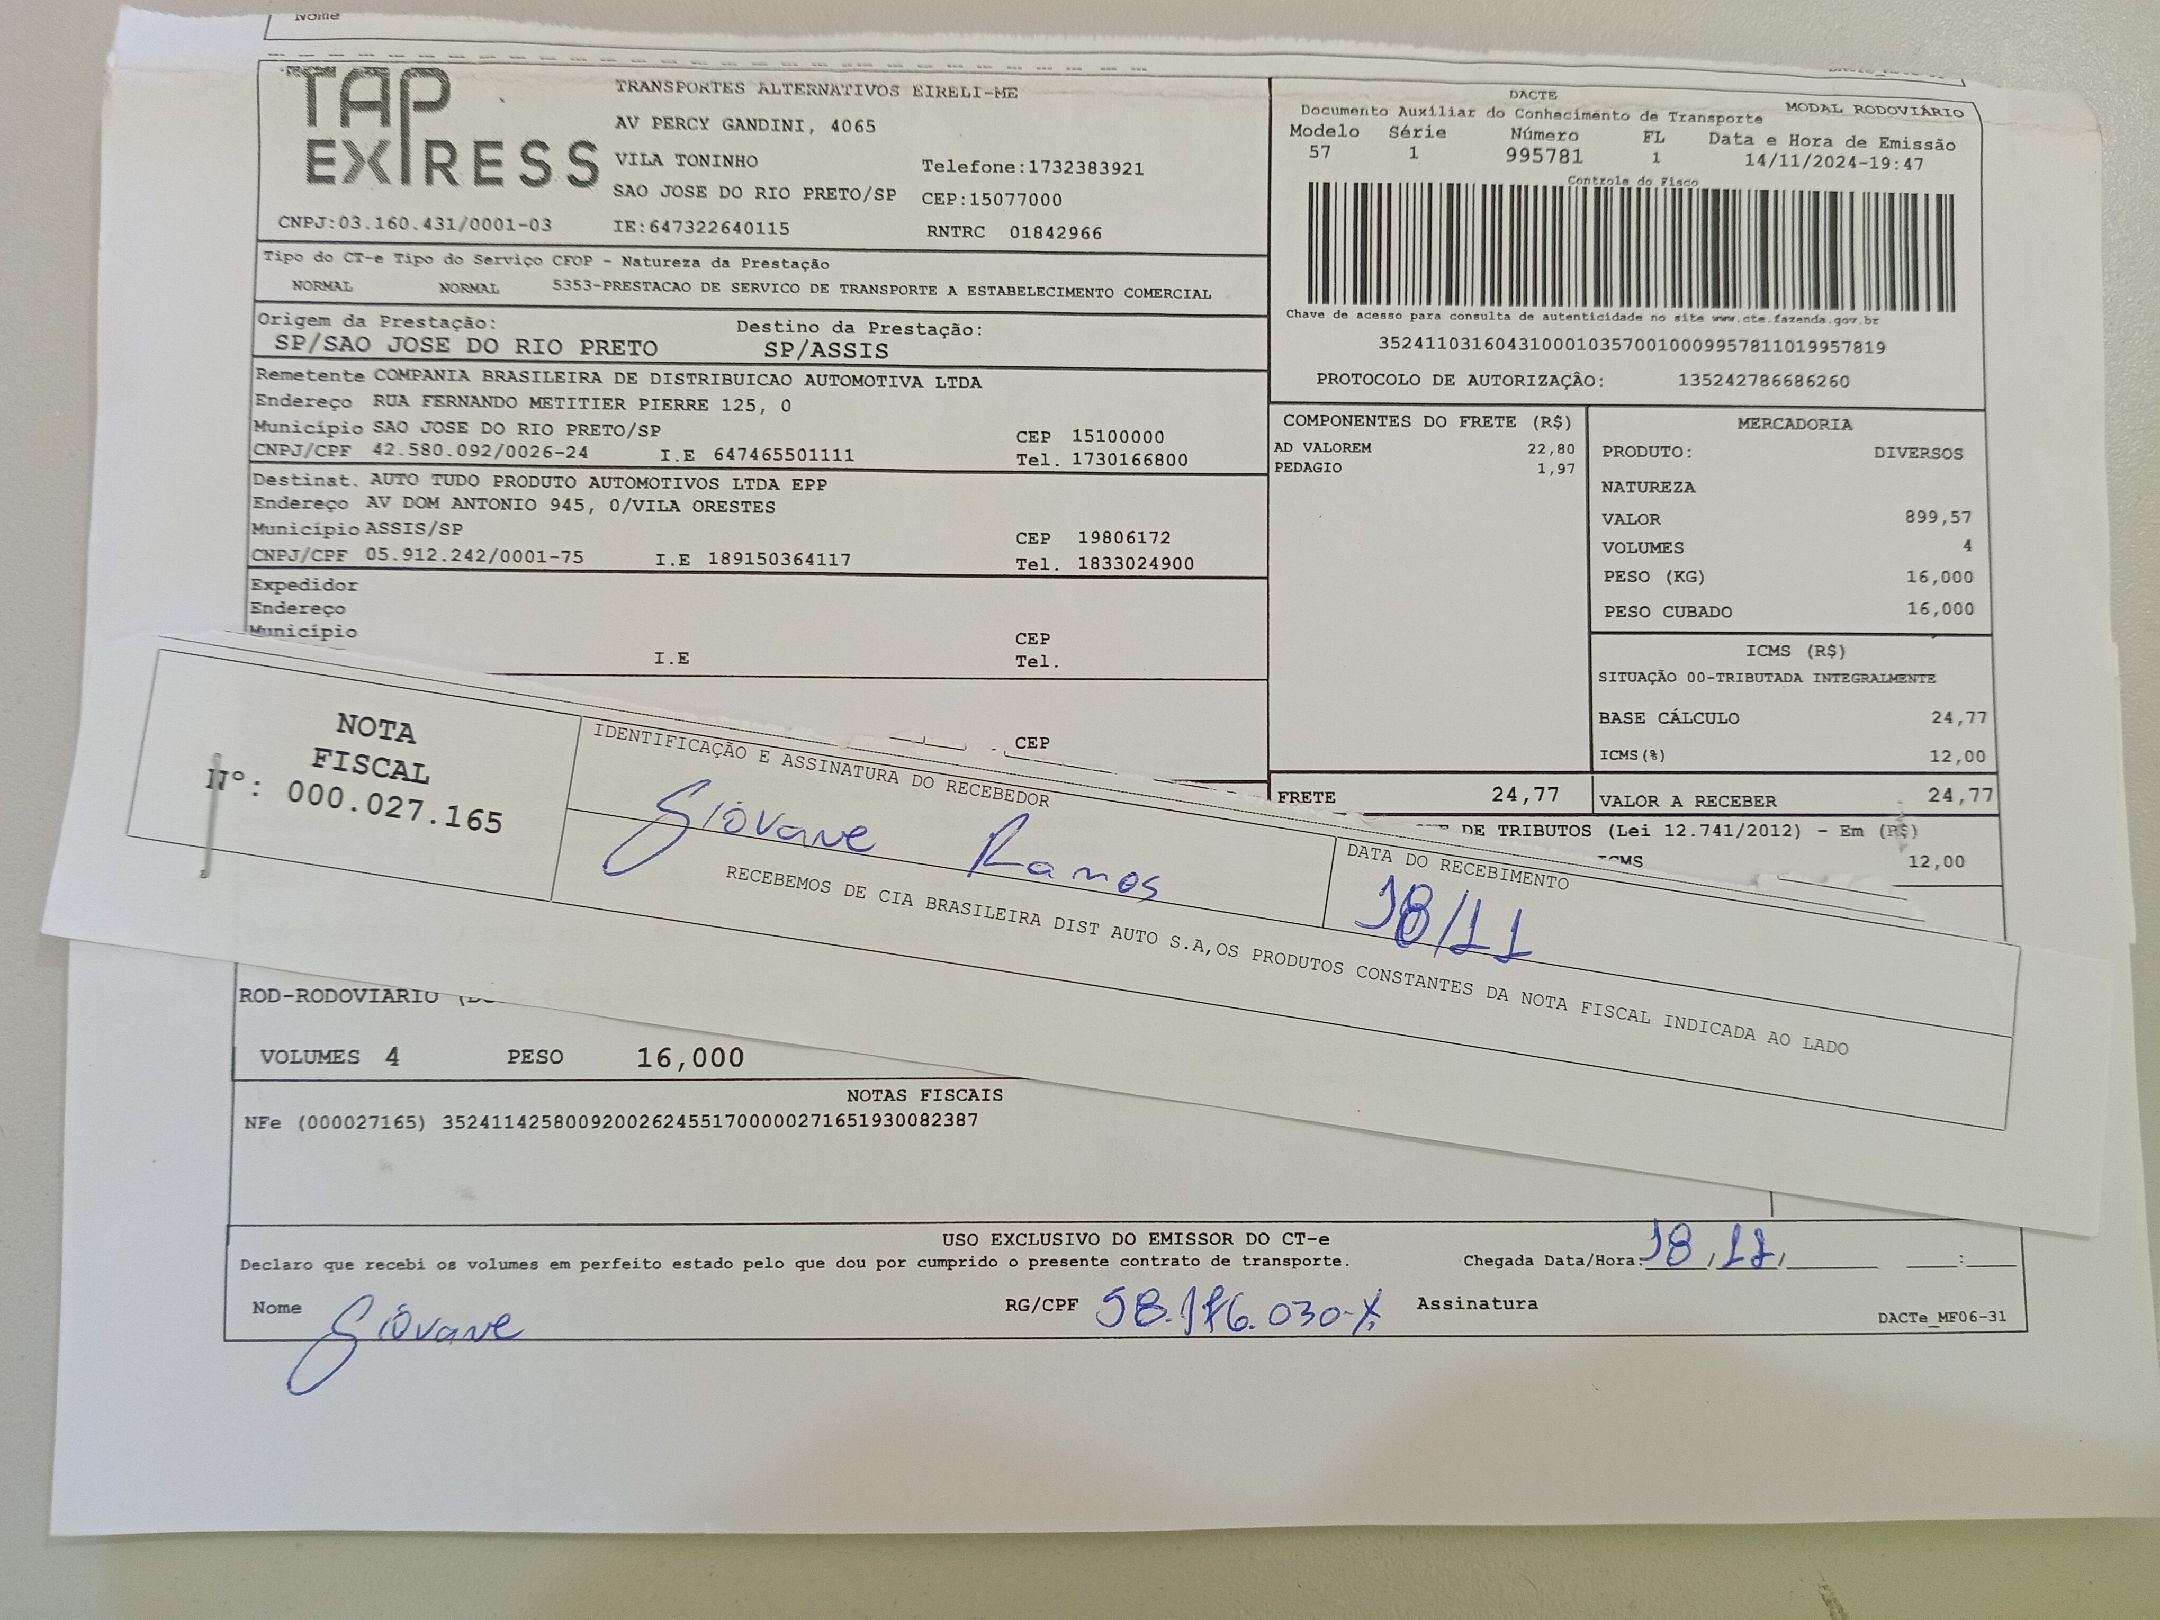 Nome
TAP EXPRESS
TRANSPORTES ALTERNATIVOS EIRELI-ME
AV PERCY GANDINI, 4065
VILA TONINHO Telefone:1732383921
SAO JOSE DO RIO PRETO/SP CEP:15077000
CNPJ:03.160.431/0001-03 IE:647322640115 RNTRC 01842966
DACTE
Documento Auxiliar do Conhecimento de Transporte MODAL RODOVIÁRIO
Modelo Série Número FL Data e Hora de Emissão
57 1 995781 1 14/11/2024-19:47
Controle do Fisco
Chave de acesso para consulta de autenticidade no site www.cte.fazenda.gov.br
35241103160431000103570010009957811019957819
PROTOCOLO DE AUTORIZAÇÃO: 135242786686260
Tipo do CT-e Tipo do Serviço CFOP - Natureza da Prestação
NORMAL NORMAL 5353-PRESTACAO DE SERVICO DE TRANSPORTE A ESTABELECIMENTO COMERCIAL
Origem da Prestação: Destino da Prestação:
SP/SAO JOSE DO RIO PRETO SP/ASSIS
Remetente COMPANIA BRASILEIRA DE DISTRIBUICAO AUTOMOTIVA LTDA
Endereço RUA FERNANDO METITIER PIERRE 125, 0
Município SAO JOSE DO RIO PRETO/SP CEP 15100000
CNPJ/CPF 42.580.092/0026-24 I.E 647465501111 Tel. 1730166800
Destinat. AUTO TUDO PRODUTO AUTOMOTIVOS LTDA EPP
Endereço AV DOM ANTONIO 945, 0/VILA ORESTES
Município ASSIS/SP CEP 19806172
CNPJ/CPF 05.912.242/0001-75 I.E 189150364117 Tel. 1833024900
Expedidor
Endereço
Município CEP
I.E Tel.
CEP
COMPONENTES DO FRETE (R$)
AD VALOREM 22,80
PEDAGIO 1,97
MERCADORIA
PRODUTO: DIVERSOS
NATUREZA
VALOR 899,57
VOLUMES 4
PESO (KG) 16,000
PESO CUBADO 16,000
ICMS (R$)
SITUAÇÃO 00-TRIBUTADA INTEGRALMENTE
BASE CÁLCULO 24,77
ICMS(%) 12,00
FRETE 24,77 VALOR A RECEBER 24,77
DE TRIBUTOS (Lei 12.741/2012) - Em (R$)
ICMS 12,00
NOTA
FISCAL
Nº: 000.027.165
IDENTIFICAÇÃO E ASSINATURA DO RECEBEDOR
Giovane Ramos
DATA DO RECEBIMENTO
18/11
RECEBEMOS DE CIA BRASILEIRA DIST AUTO S.A,OS PRODUTOS CONSTANTES DA NOTA FISCAL INDICADA AO LADO
ROD-RODOVIARIO
VOLUMES 4 PESO 16,000
NOTAS FISCAIS
NFe (000027165) 35241142580092002624551700000271651930082387
USO EXCLUSIVO DO EMISSOR DO CT-e
Declaro que recebi os volumes em perfeito estado pelo que dou por cumprido o presente contrato de transporte. Chegada Data/Hora: 18/11/ :
Nome Giovane RG/CPF 58.176.030-X Assinatura
DACTe_MF06-31